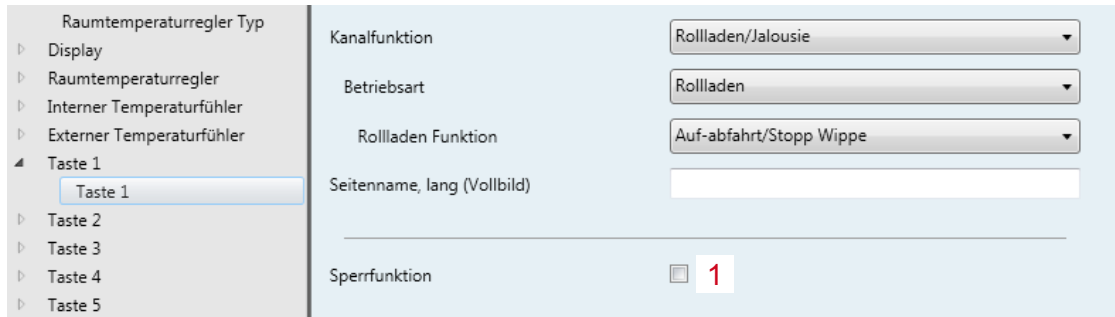 Raumtemperaturregler Typ
Display
Raumtemperaturregler
Interner Temperaturfühler
Externer Temperaturfühler
Taste 1
Taste 1
Taste 2
Taste 3
Taste 4
Taste 5
Kanalfunktion Rollladen/Jalousie
Betriebsart Rollladen
Rollladen Funktion Auf-abfahrt/Stopp Wippe
Seitenname, lang (Vollbild)
Sperrfunktion 1